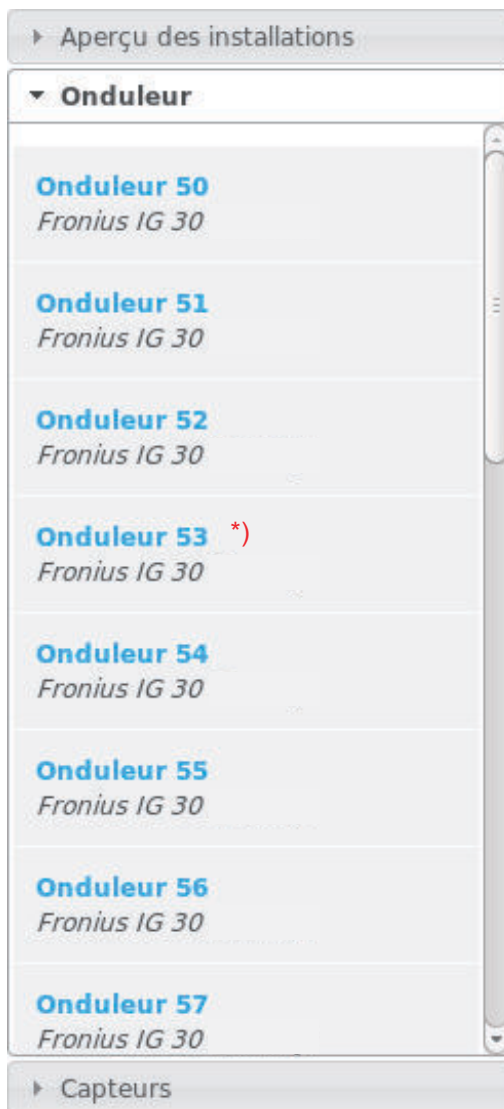 Aperçu des installations
Onduleur
Onduleur 50
Fronius IG 30
Onduleur 51
Fronius IG 30
Onduleur 52
Fronius IG 30
Onduleur 53 *)
Fronius IG 30
Onduleur 54
Fronius IG 30
Onduleur 55
Fronius IG 30
Onduleur 56
Fronius IG 30
Onduleur 57
Fronius IG 30
Capteurs